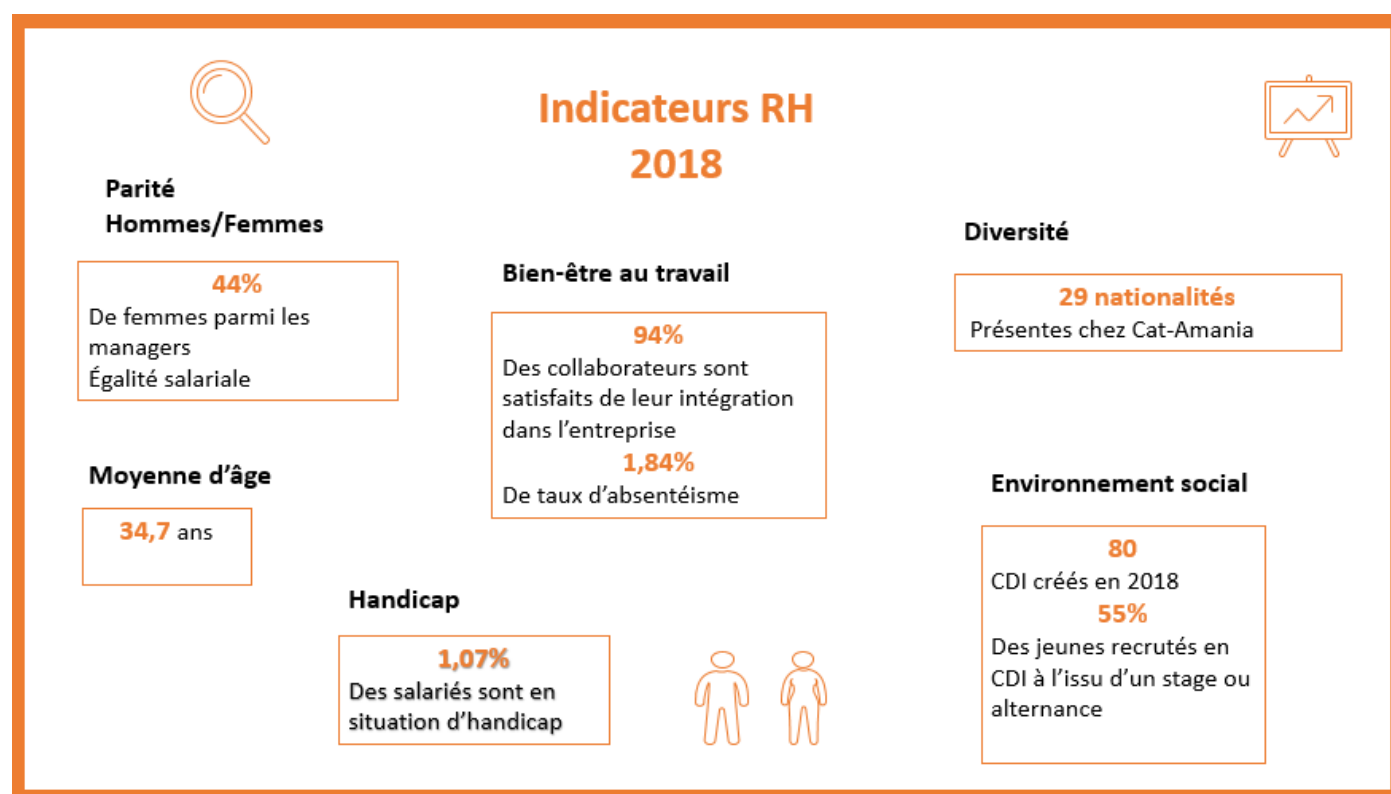 Indicateurs RH
2018
Parité
Hommes/Femmes
44%
De femmes parmi les
managers
Égalité salariale
Bien-être au travail
94%
Des collaborateurs sont
satisfaits de leur intégration
dans l’entreprise
1,84%
De taux d’absentéisme
Diversité
29 nationalités
Présentes chez Cat-Amania
Moyenne d’âge
34,7 ans
Handicap
1,07%
Des salariés sont en
situation d’handicap
Environnement social
80
CDI créés en 2018
55%
Des jeunes recrutés en
CDI à l’issu d’un stage ou
alternance